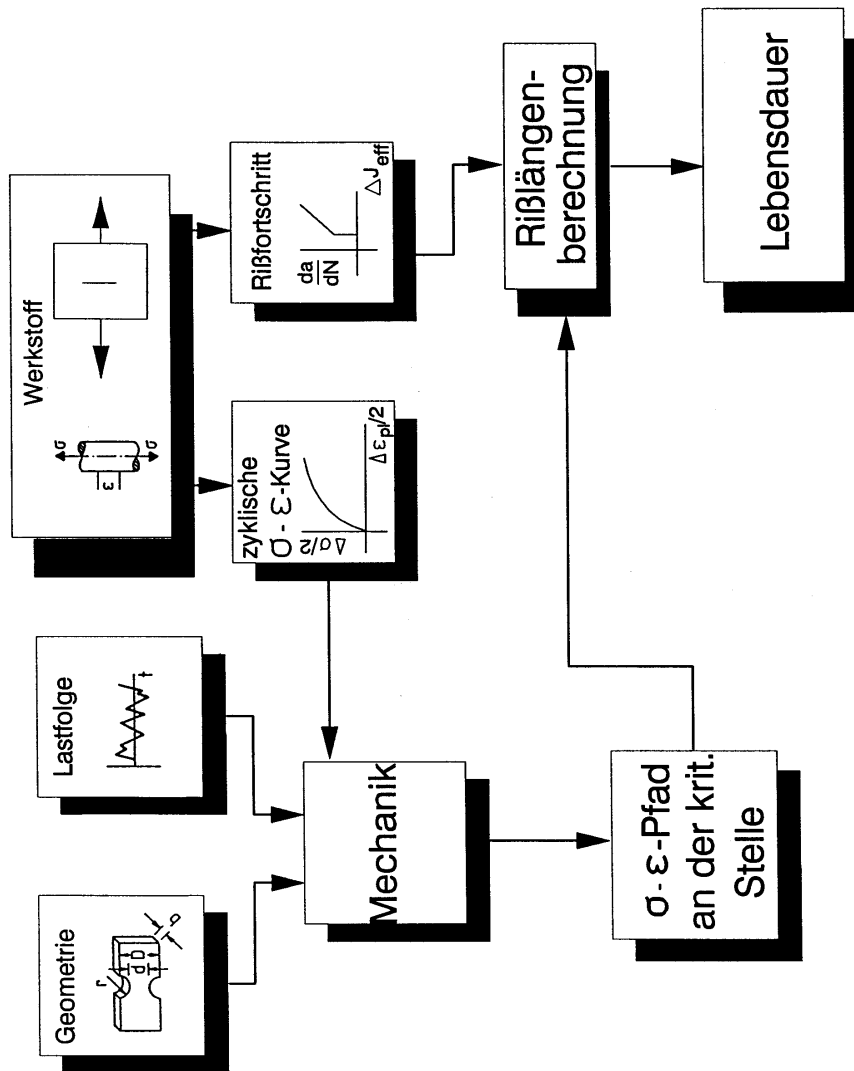 Geometrie
r
d
D
b
Lastfolge
t
Werkstoff
σ
ε
σ
zyklische
σ - ε-Kurve
Δσ/2
Δε_pl/2
Rißfortschritt
da
dN
ΔJ_eff
Mechanik
σ-ε-Pfad
an der krit.
Stelle
Rißlängen-
berechnung
Lebensdauer